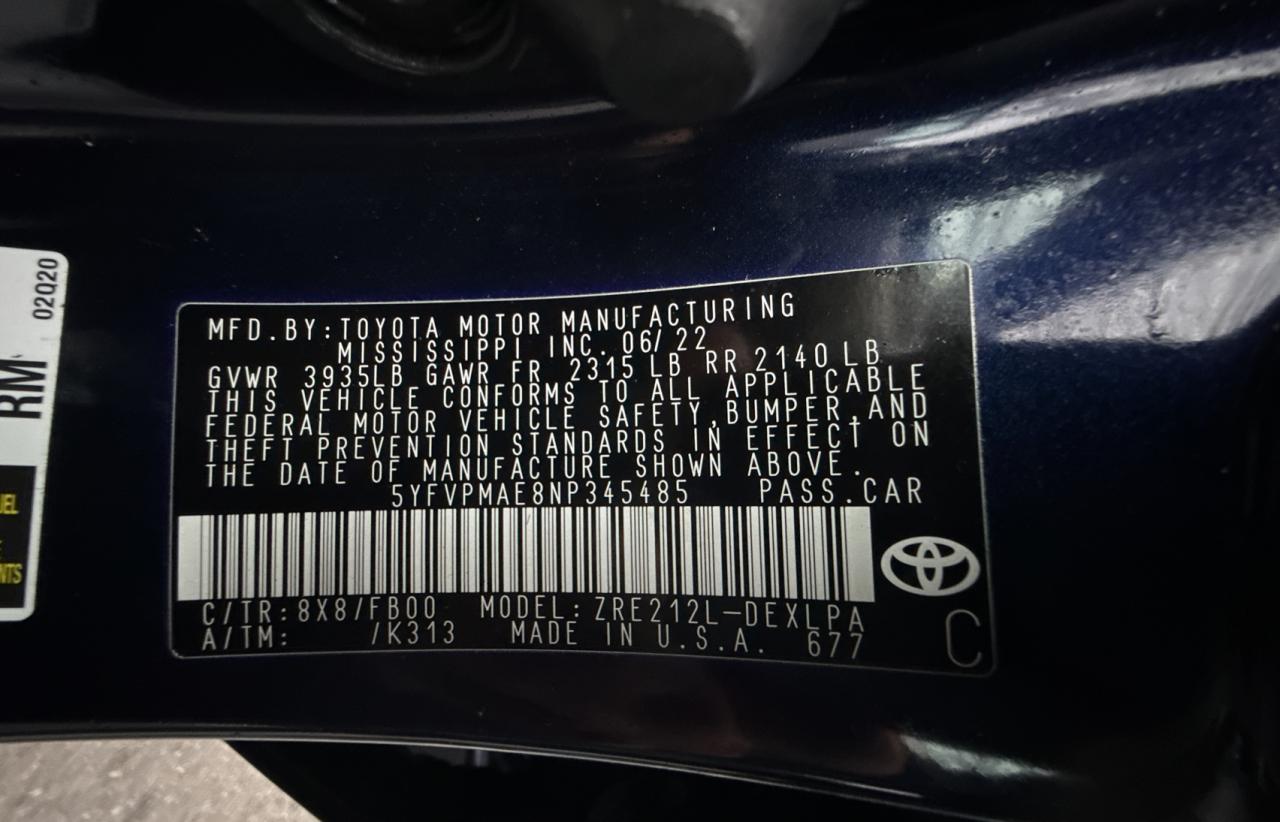 02Q20
RM
UEL
NTS
MFD.BY:TOYOTA MOTOR MANUFACTURING
MISSISSIPPI INC. 06/22
GVWR 3935LB GAWR FR 2315 LB RR 2140 LB
THIS VEHICLE CONFORMS TO ALL APPLICABLE
FEDERAL MOTOR VEHICLE SAFETY,BUMPER,AND
THEFT PREVENTION STANDARDS IN EFFECT ON
THE DATE OF MANUFACTURE SHOWN ABOVE.
5YFVPMAE8NP345485 PASS.CAR
C/TR:8X8/FB00 MODEL:ZRE212L-DEXLPA
A/TM: /K313 MADE IN U.S.A. 677
C